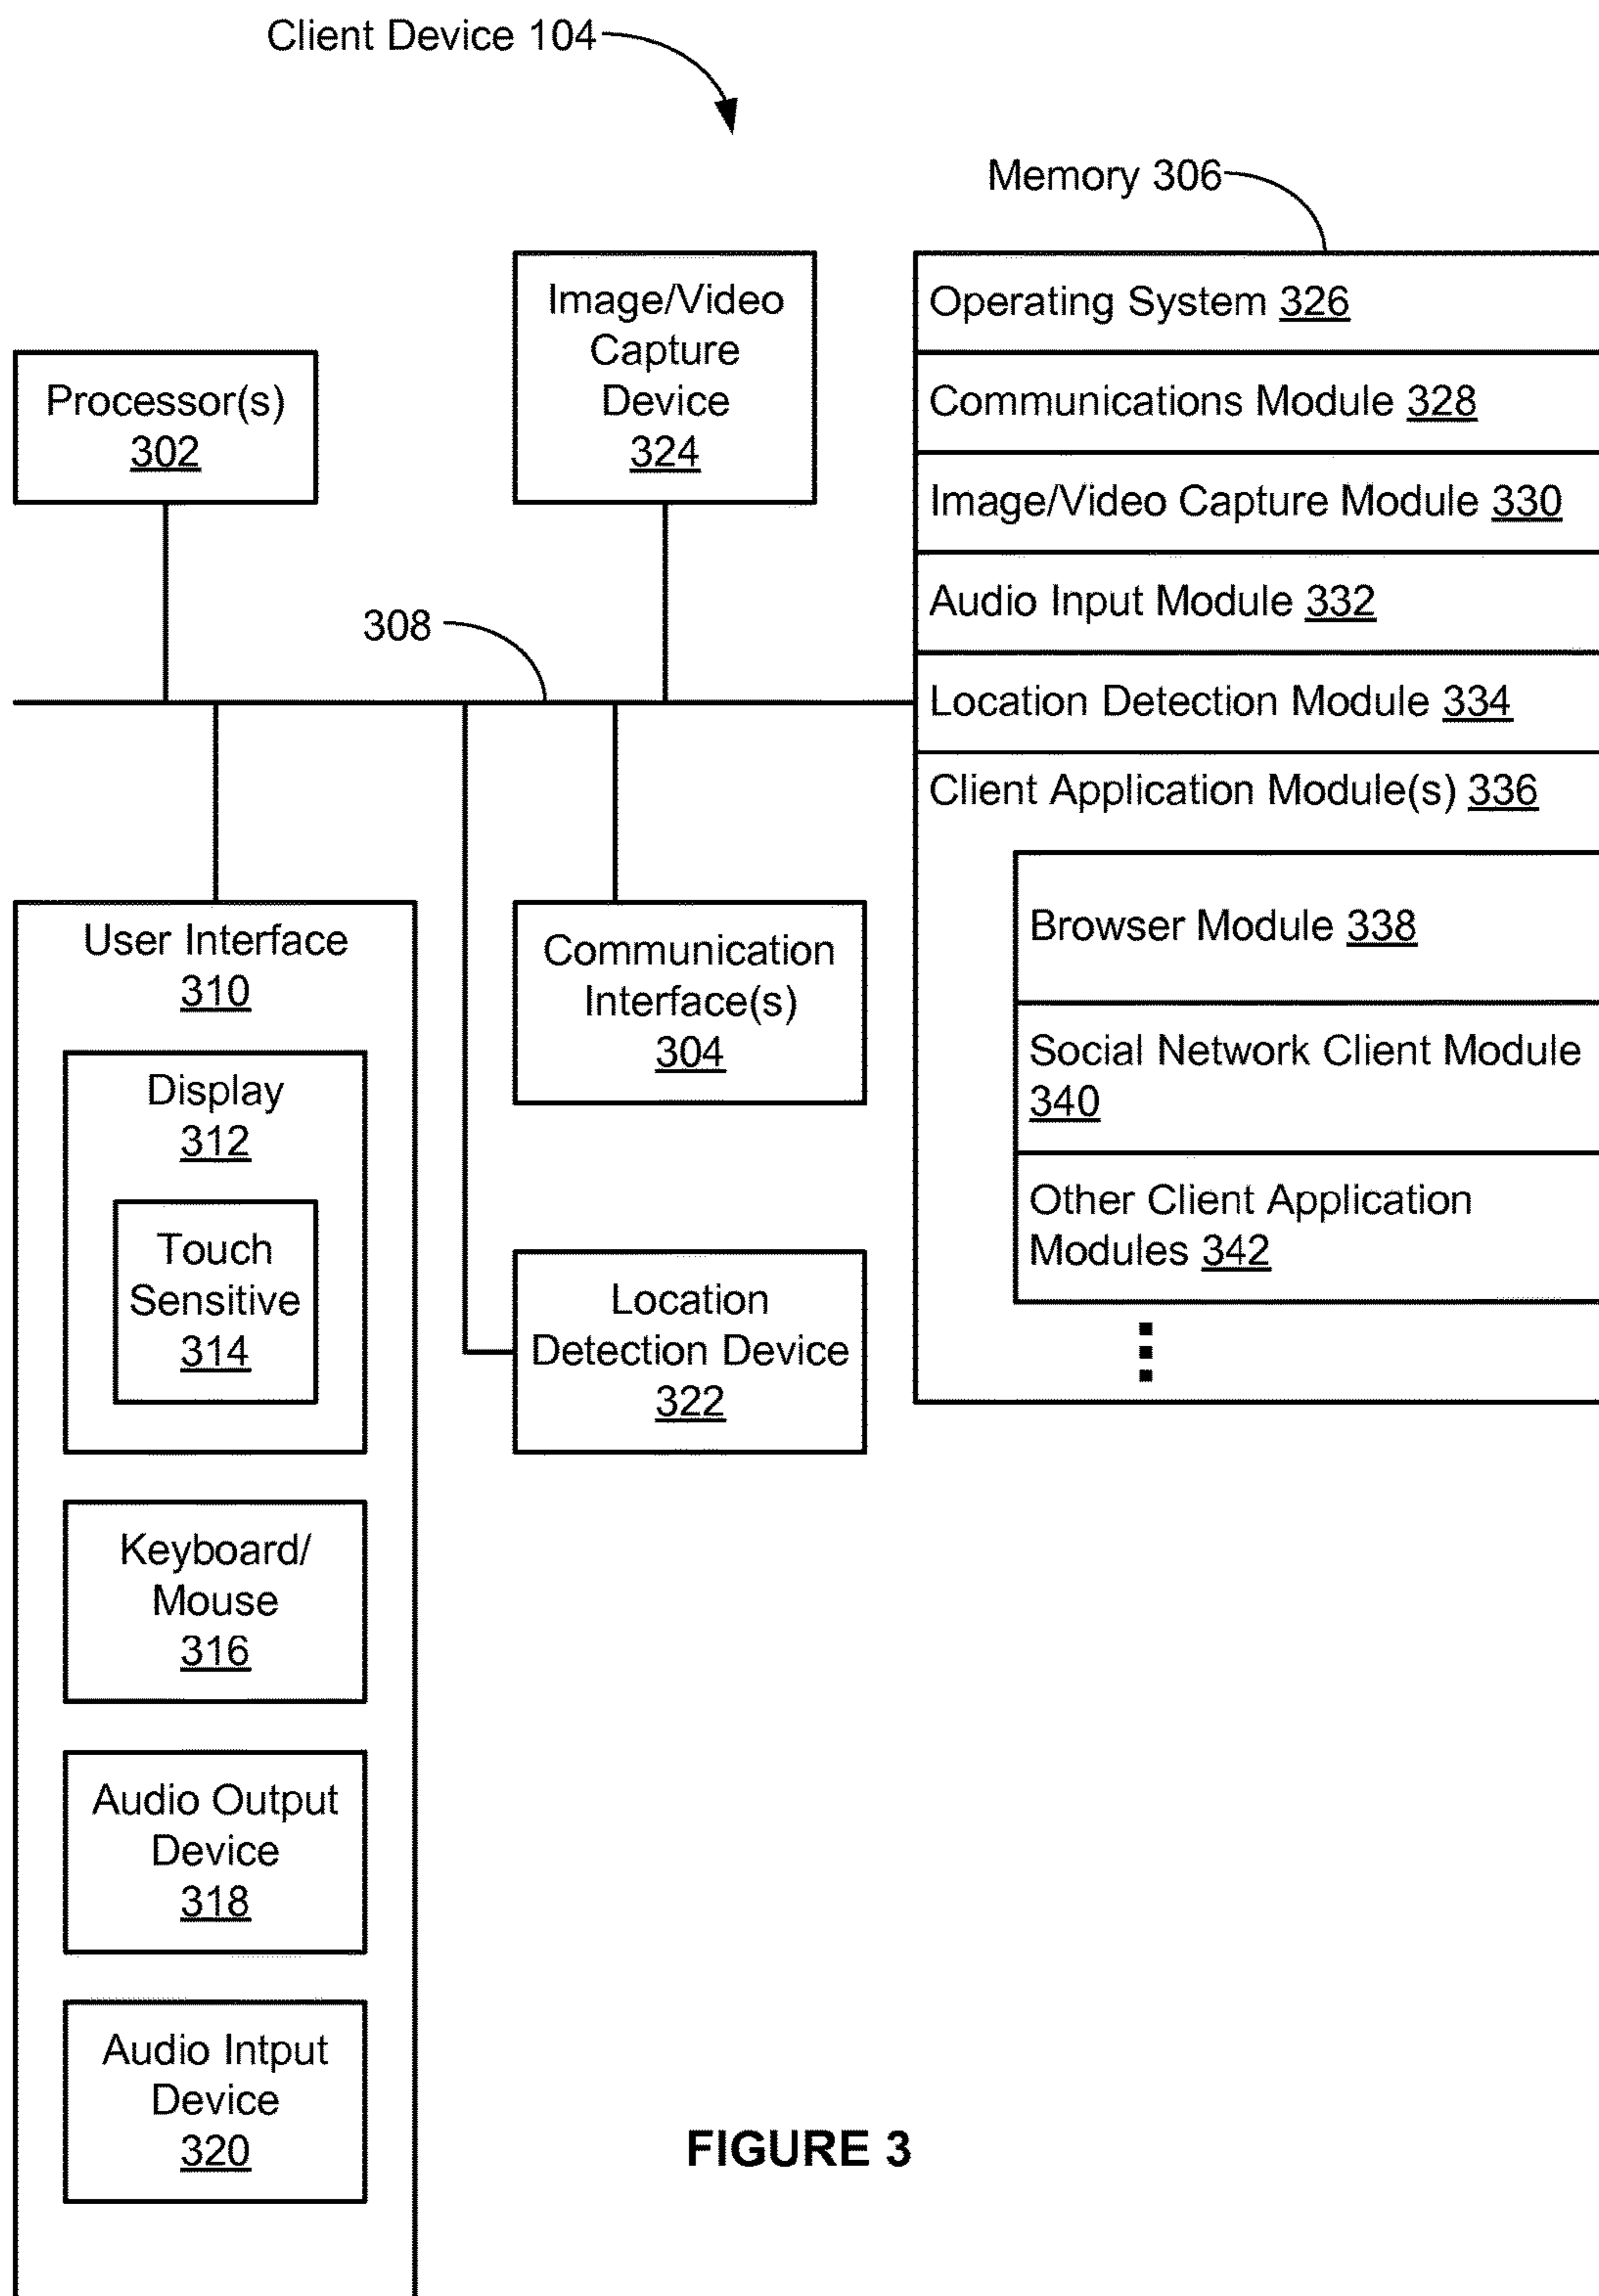 Client Device 104
Memory 306
Processor(s)
302
Image/Video
Capture
Device
324
308
Operating System 326
Communications Module 328
Image/Video Capture Module 330
Audio Input Module 332
Location Detection Module 334
Client Application Module(s) 336
Browser Module 338
Social Network Client Module
340
Other Client Application
Modules 342
User Interface
310
Display
312
Touch
Sensitive
314
Keyboard/
Mouse
316
Audio Output
Device
318
Audio Intput
Device
320
Communication
Interface(s)
304
Location
Detection Device
322
FIGURE 3